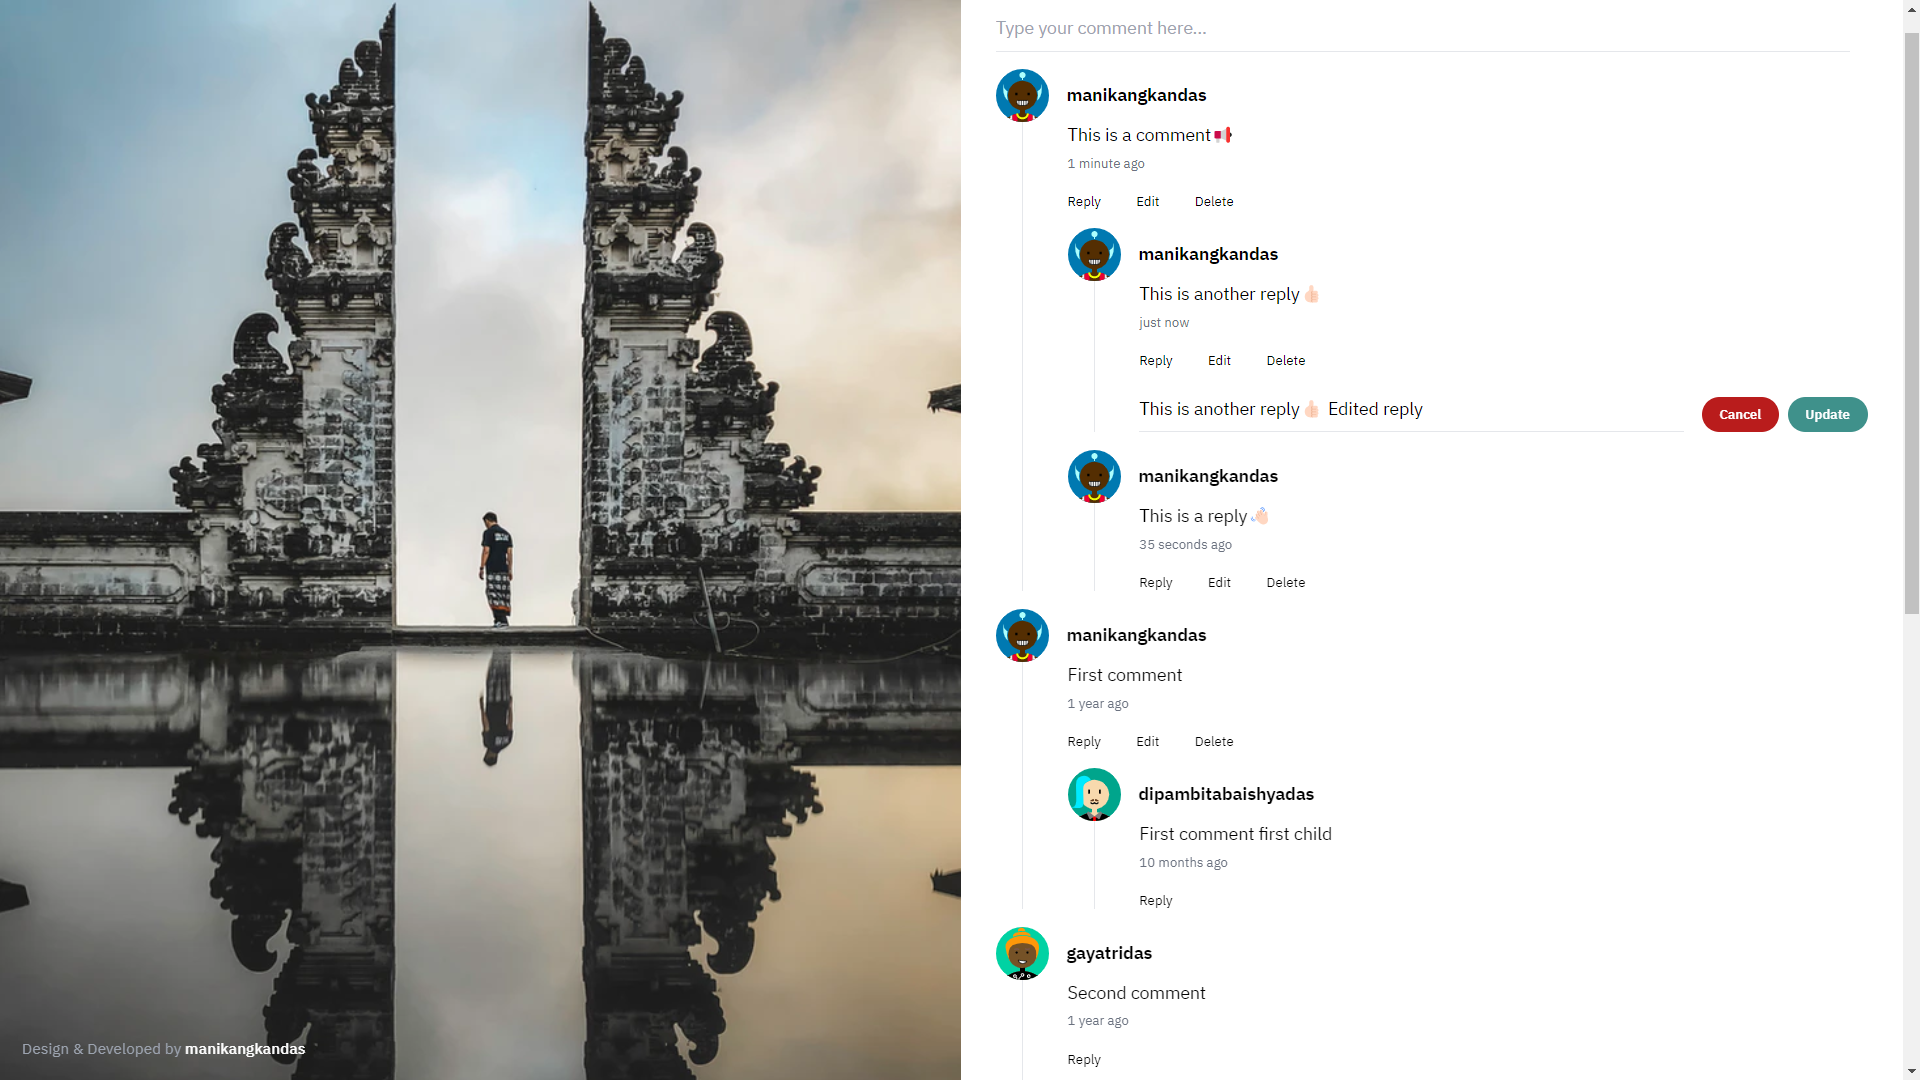 Type your comment here...
manikangkandas
This is a comment📢
1 minute ago
Reply Edit Delete
manikangkandas
This is another reply👍🏻
just now
Reply Edit Delete
This is another reply👍🏻 Edited reply
Cancel Update
manikangkandas
This is a reply👋🏻
35 seconds ago
Reply Edit Delete
manikangkandas
First comment
1 year ago
Reply Edit Delete
dipambitabaishyadas
First comment first child
10 months ago
Reply
gayatridas
Second comment
1 year ago
Reply
Design & Developed by manikangkandas